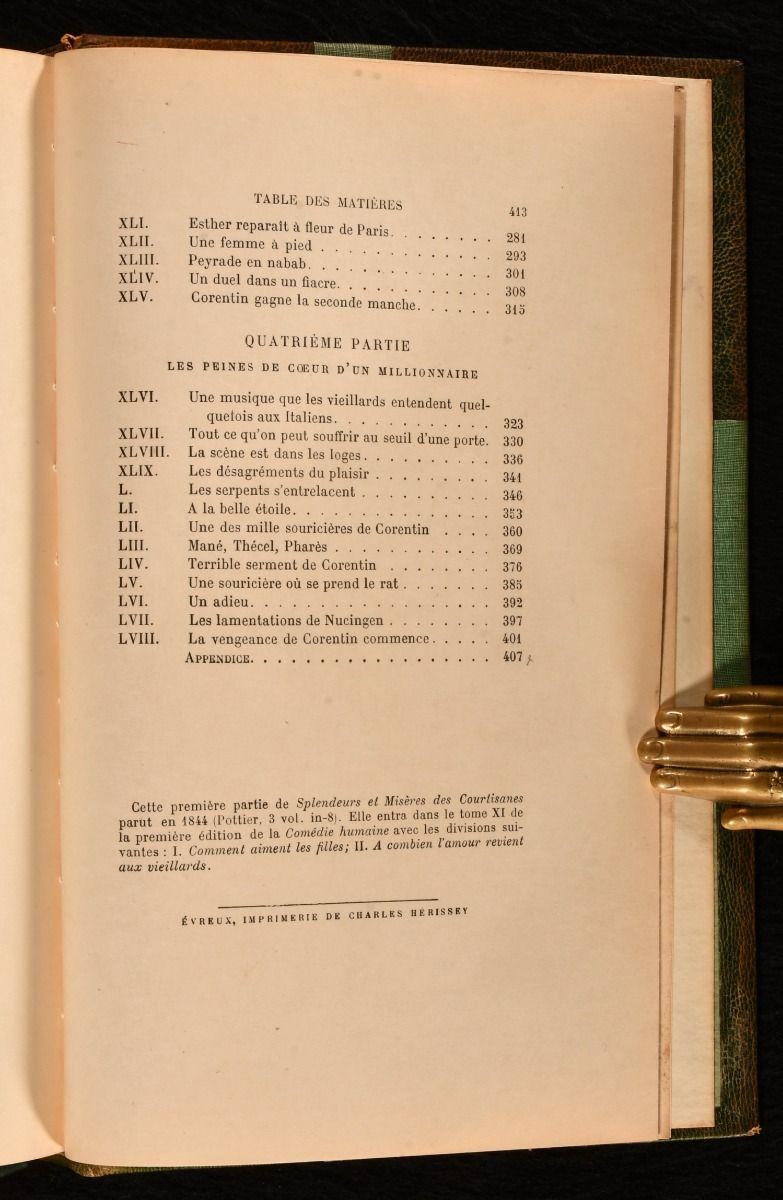 TABLE DES MATIÈRES 413
XLI. Esther reparaît à fleur de Paris. . . . . . . . 281
XLII. Une femme à pied . . . . . . . . . . . . 293
XLIII. Peyrade en nabab. . . . . . . . . . . . . 301
XLIV. Un duel dans un fiacre. . . . . . . . . . . 308
XLV. Corentin gagne la seconde manche. . . . . . 315
QUATRIÈME PARTIE
LES PEINES DE CŒUR D'UN MILLIONNAIRE
XLVI. Une musique que les vieillards entendent quel-
quefois aux Italiens. . . . . . . . . . . . 323
XLVII. Tout ce qu'on peut souffrir au seuil d'une porte. 330
XLVIII. La scène est dans les loges . . . . . . . . . 336
XLIX. Les désagréments du plaisir . . . . . . . . . 341
L. Les serpents s'entrelacent . . . . . . . . . . 346
LI. A la belle étoile. . . . . . . . . . . . . . . 353
LII. Une des mille souricières de Corentin . . . . 360
LIII. Mané, Thécel, Pharès . . . . . . . . . . . . 369
LIV. Terrible serment de Corentin . . . . . . . . 376
LV. Une souricière où se prend le rat . . . . . . . 385
LVI. Un adieu. . . . . . . . . . . . . . . . . . 392
LVII. Les lamentations de Nucingen . . . . . . . . 397
LVIII. La vengeance de Corentin commence. . . . . 401
APPENDICE. . . . . . . . . . . . . . . . . . 407
Cette première partie de Splendeurs et Misères des Courtisanes
parut en 1844 (Pottier, 3 vol. in-8). Elle entra dans le tome XI de
la première édition de la Comédie humaine avec les divisions sui-
vantes : I. Comment aiment les filles; II. A combien l'amour revient
aux vieillards.
ÉVREUX, IMPRIMERIE DE CHARLES HÉRISSEY